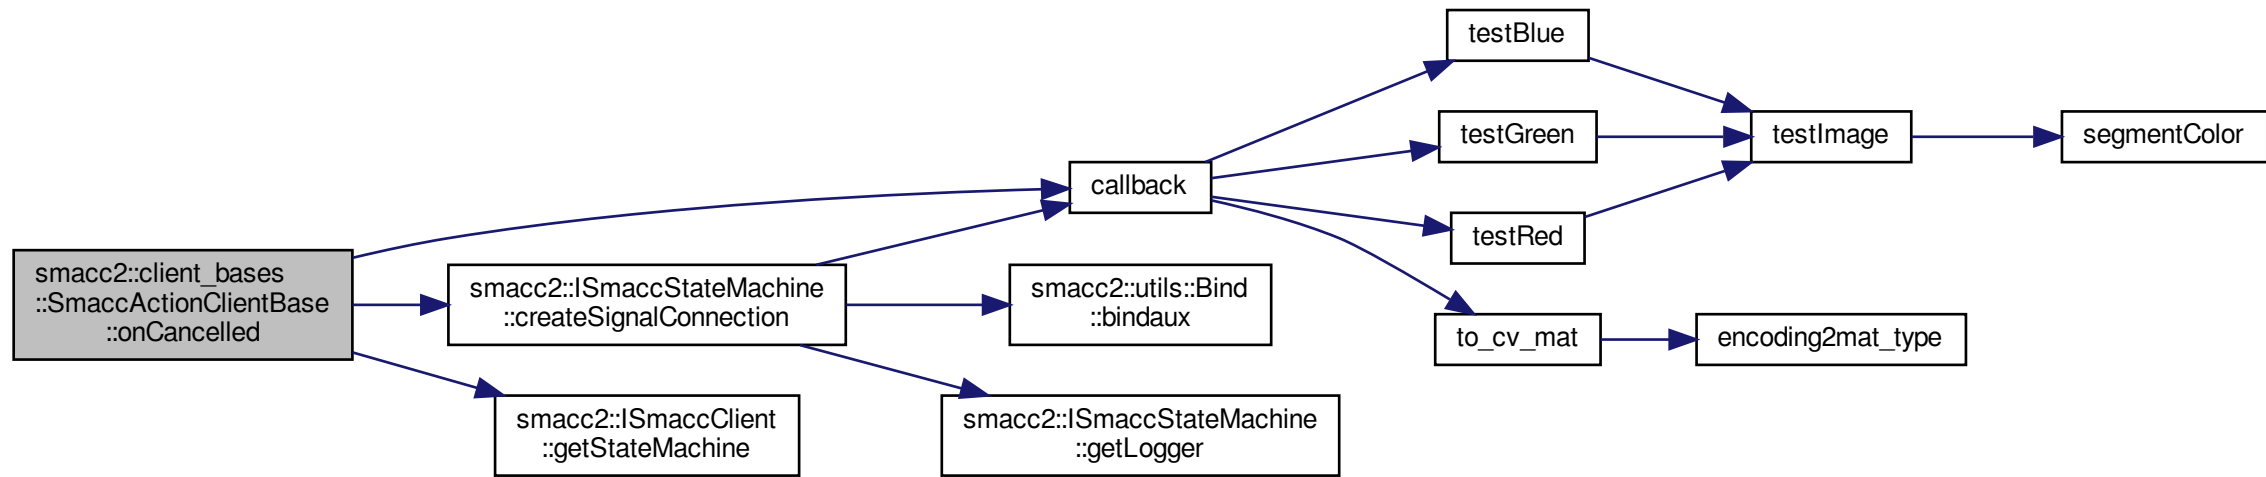 smacc2::client_bases
::SmaccActionClientBase
::onCancelled
smacc2::ISmaccStateMachine
::createSignalConnection
smacc2::ISmaccClient
::getStateMachine
callback
smacc2::utils::Bind
::bindaux
smacc2::ISmaccStateMachine
::getLogger
testBlue
testGreen
testRed
to_cv_mat
testImage
encoding2mat_type
segmentColor